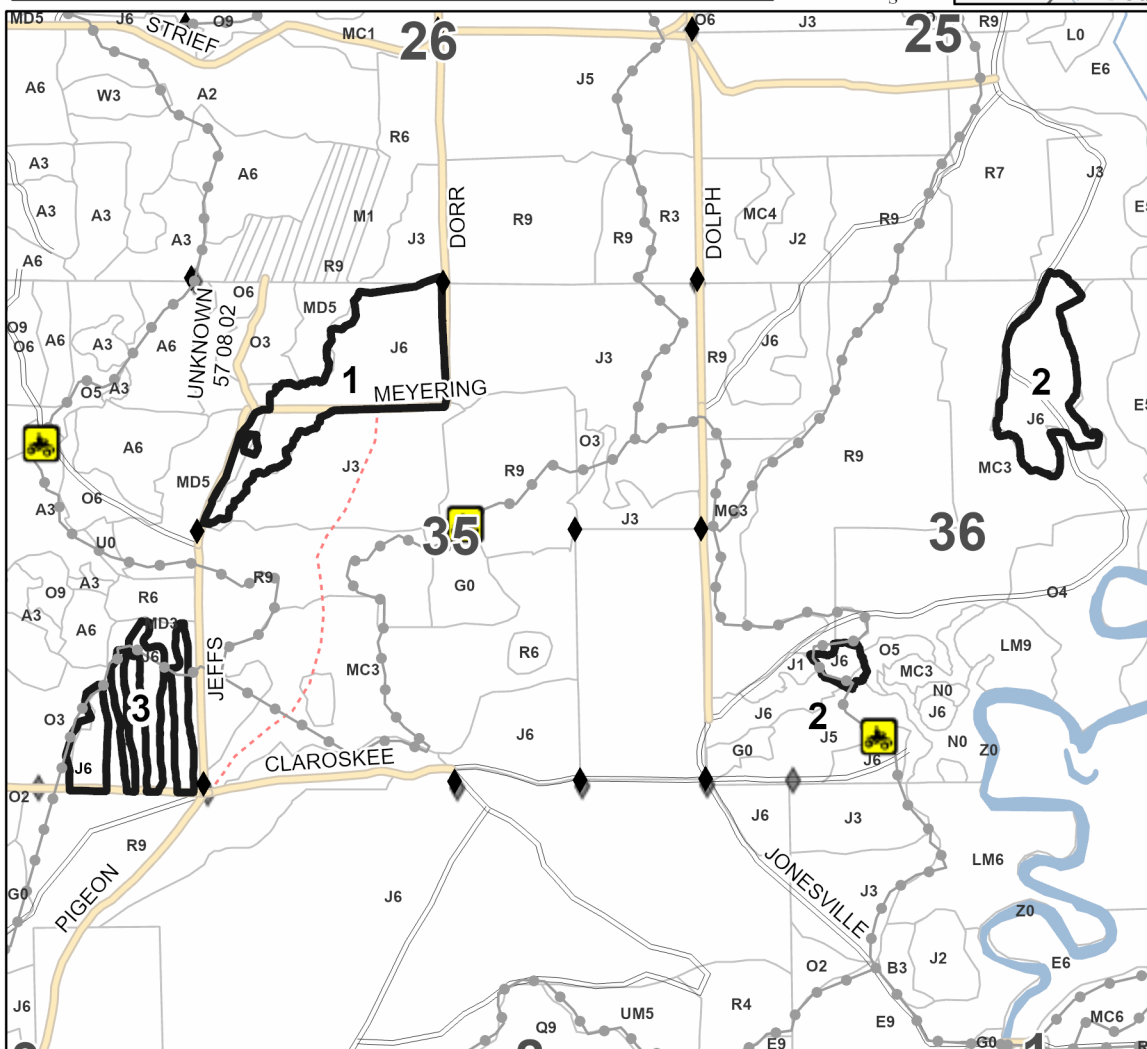 MD5 J6 O9 O6 J3 R9 L0
STRIEF MC1 26 25
E6
A6 W3 A2 J5
R6
A3 A6 R7 J3
A3 A3 M1 J3 DORR R9 R3 DOLPH MC4 R9
A3 R9 J2
A6 R9
O6 MD5
UNKNOWN
57 08 02
O9
O6 A6 A3 A6 O3 J6 J3 R9 J6
O5 A3 1 MEYERING 2
J6
A6 O3 R9
MD5 J3 R9 MC3
O6
A3 J3 MC3
35 36
U0
R9 G0 O4
O9 A3
A3 R6
A6 MD3 R6 LM9
J6 JEFFS MC3 J1 J6 O5
MC3
N0
O3 3 J6 2 J6
J6 G0 J5 N0 Z0
CLAROSKEE J6
J6
O2 J6 J3
R9 JONESVILLE LM6
PIGEON
G0 J6 J3
Z0
O2 B3 J2 E6
J6 R4
UM5 E9 MC6
Q9 E9 G0